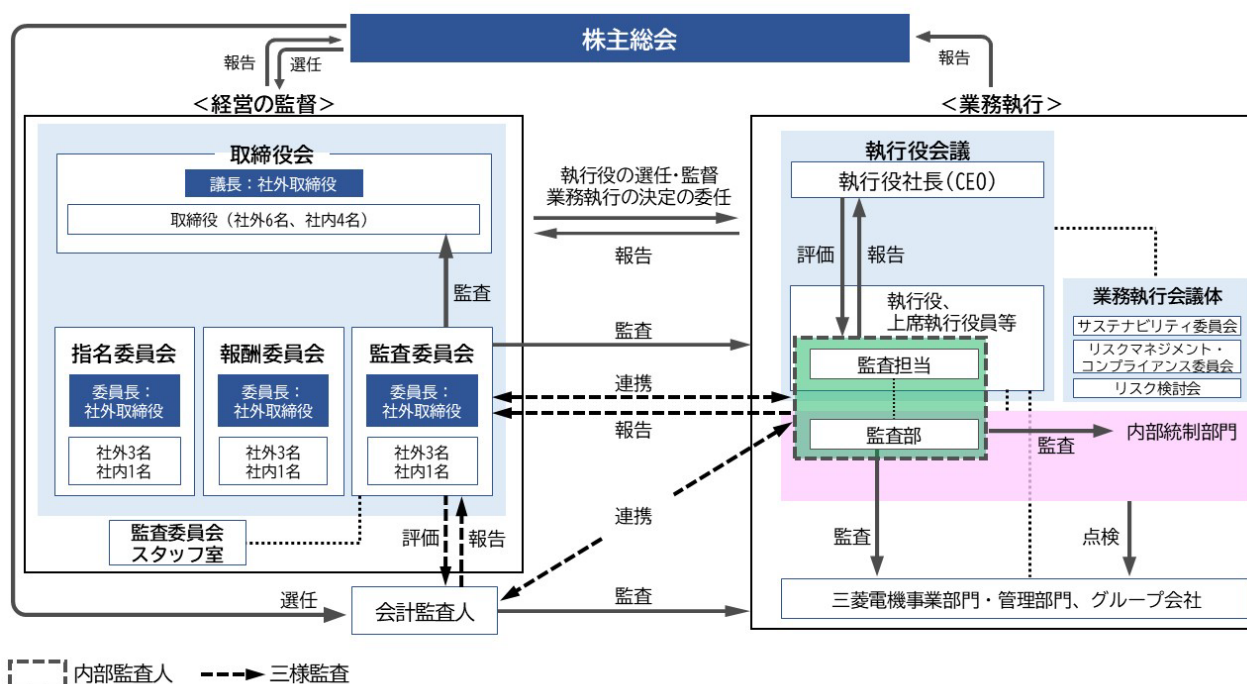 株主総会
報告
選任
報告
＜経営の監督＞
＜業務執行＞
取締役会
議長：社外取締役
取締役（社外6名、社内4名）
監査
指名委員会
委員長：
社外取締役
社外3名
社内1名
報酬委員会
委員長：
社外取締役
社外3名
社内1名
監査委員会
委員長：
社外取締役
社外3名
社内1名
監査委員会
スタッフ室
評価
報告
選任
会計監査人
執行役の選任・監督
業務執行の決定の委任
報告
監査
連携
報告
連携
監査
執行役会議
執行役社長(CEO)
評価
報告
執行役、
上席執行役員等
監査担当
監査部
監査
内部統制部門
監査
点検
業務執行会議体
サステナビリティ委員会
リスクマネジメント・
コンプライアンス委員会
リスク検討会
三菱電機事業部門・管理部門、グループ会社
内部監査人
三様監査